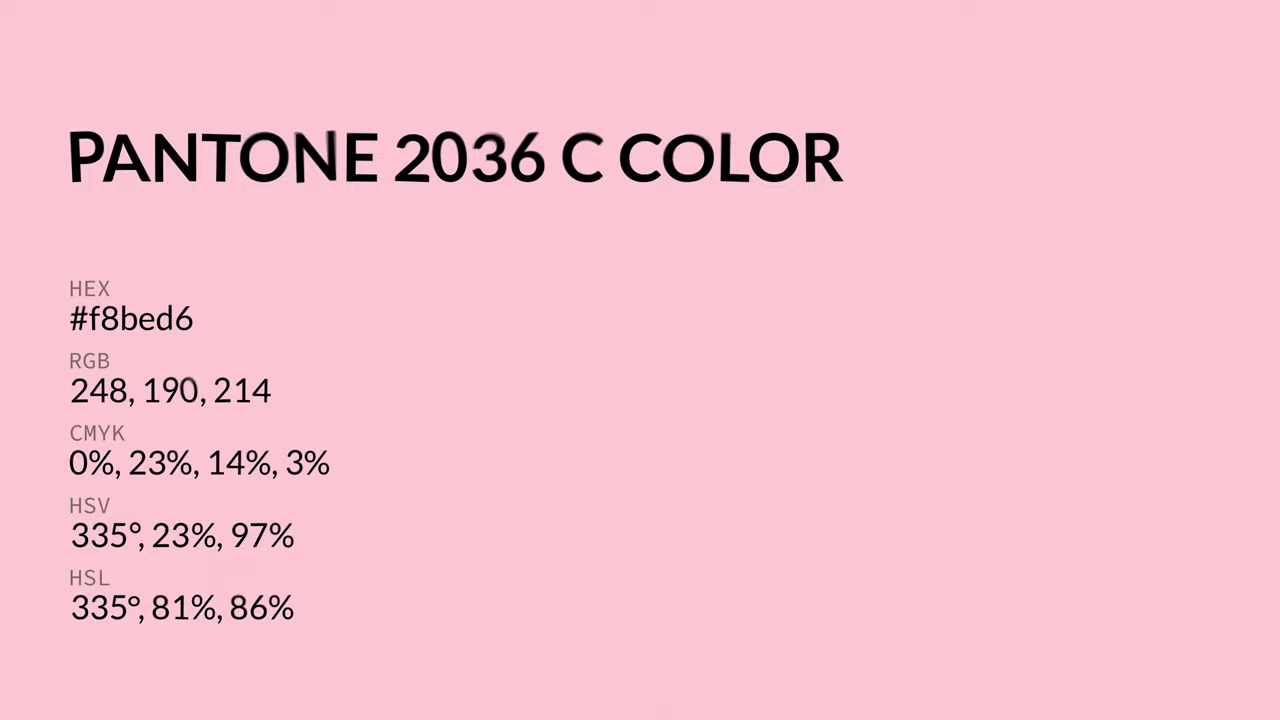 PANTONE 2036 C COLOR
HEX
#f8bed6
RGB
248, 190, 214
CMYK
0%, 23%, 14%, 3%
HSV
335°, 23%, 97%
HSL
335°, 81%, 86%